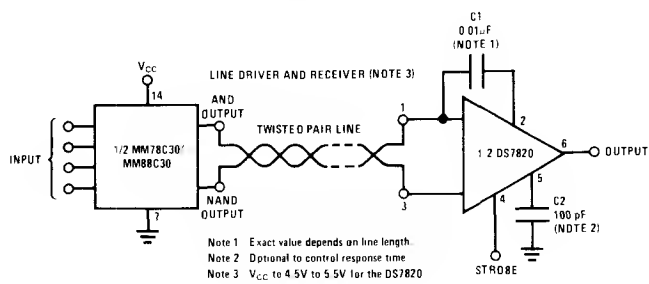 C1
0 01µF
(NOTE 1)
VCC
LINE DRIVER AND RECEIVER (NOTE 3)
14
AND
OUTPUT
1
2
TWISTED PAIR LINE
1/2 MM78C30/
MM88C30
INPUT
1 2 DS7820
6
OUTPUT
5
NAND
OUTPUT
7
3
4
C2
100 pF
(NOTE 2)
STROBE
Note 1 Exact value depends on line length.
Note 2 Optional to control response time
Note 3 VCC to 4.5V to 5.5V for the DS7820